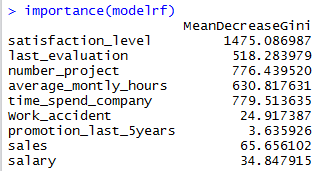 > importance(modelrf)
MeanDecreaseGini
satisfaction_level 1475.086987
last_evaluation 518.283979
number_project 776.439520
average_montly_hours 630.817631
time_spend_company 779.513635
Work_accident 24.917387
promotion_last_5years 3.635926
sales 65.656102
salary 34.847915